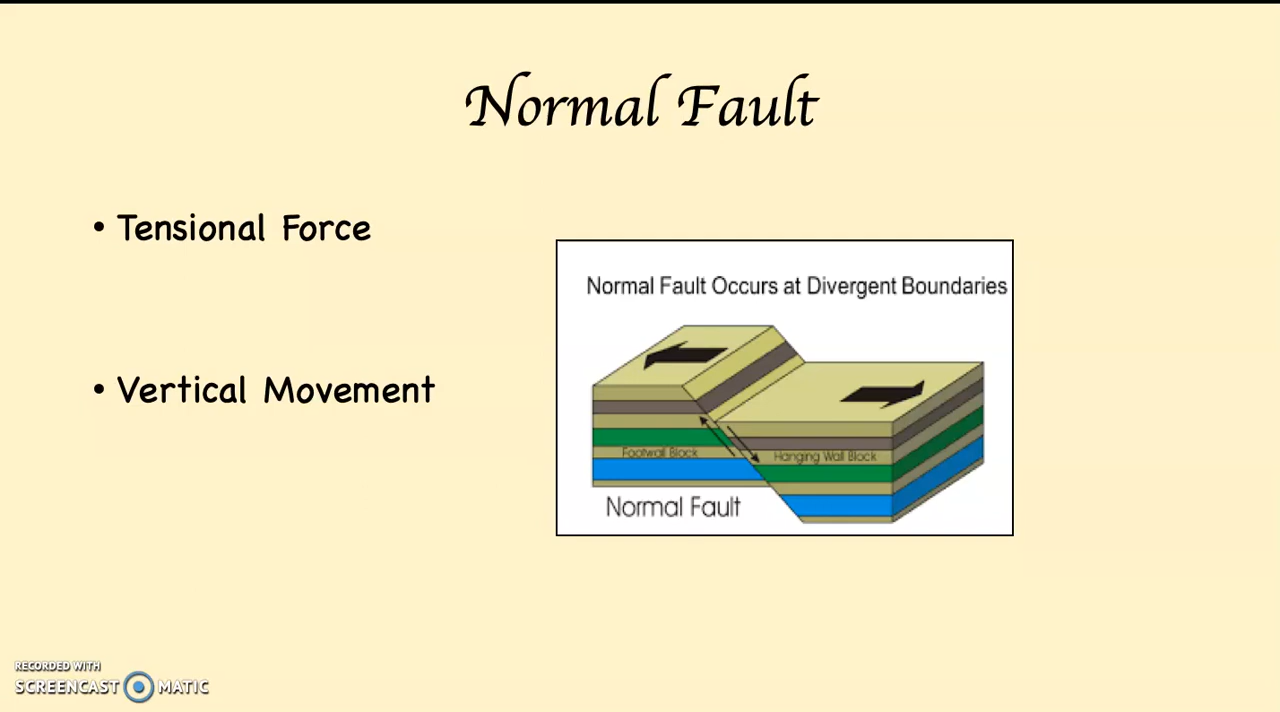 Normal Fault
• Tensional Force
• Vertical Movement
Normal Fault Occurs at Divergent Boundaries
Footwall Block
Hanging Wall Block
Normal Fault
RECORDED WITH
SCREENCAST MATIC